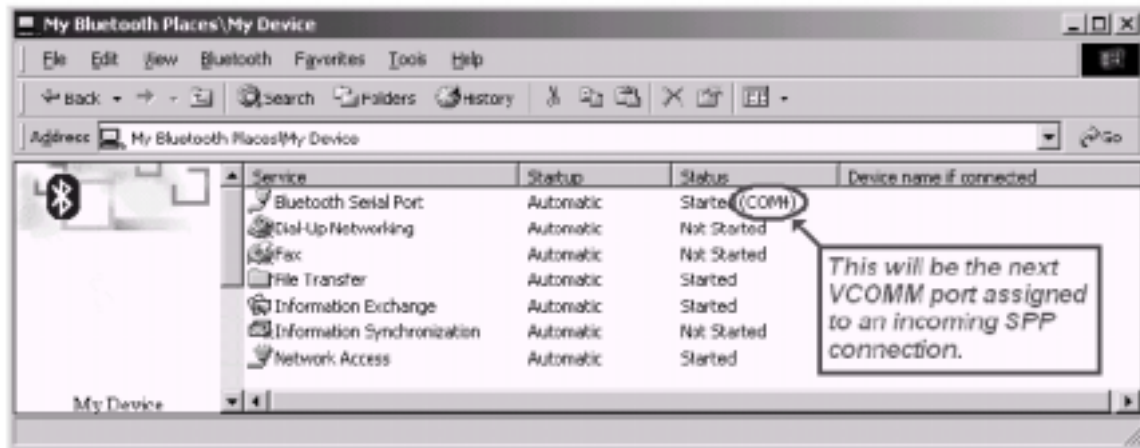 My Bluetooth Places\My Device
File Edit View Bluetooth Favorites Tools Help
Back Search Folders History
Address My Bluetooth Places\My Device Go
Service Startup Status Device name if connected
Bluetooth Serial Port Automatic Started (COM4)
Dial-Up Networking Automatic Not Started
Fax Automatic Not Started
File Transfer Automatic Started
Information Exchange Automatic Started
Information Synchronization Automatic Not Started
Network Access Automatic Started
This will be the next
VCOMM port assigned
to an incoming SPP
connection.
My Device